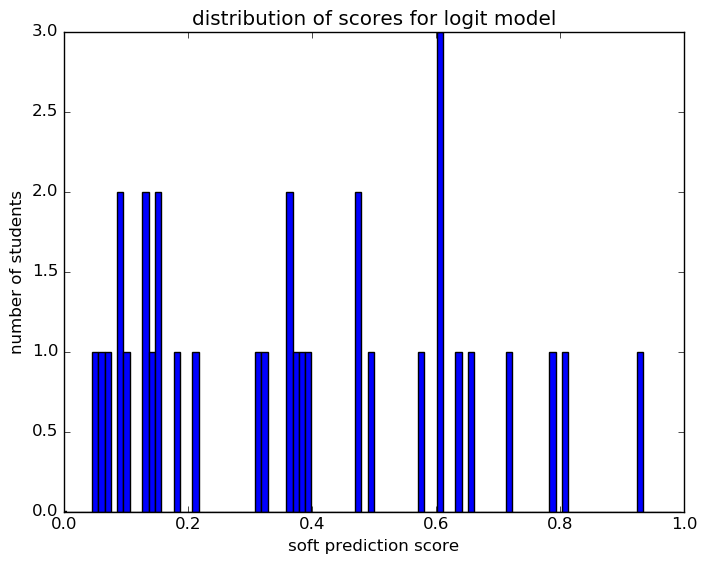 distribution of scores for logit model
3.0
2.5
2.0
1.5
1.0
0.5
0.0
number of students
0.0 0.2 0.4 0.6 0.8 1.0
soft prediction score